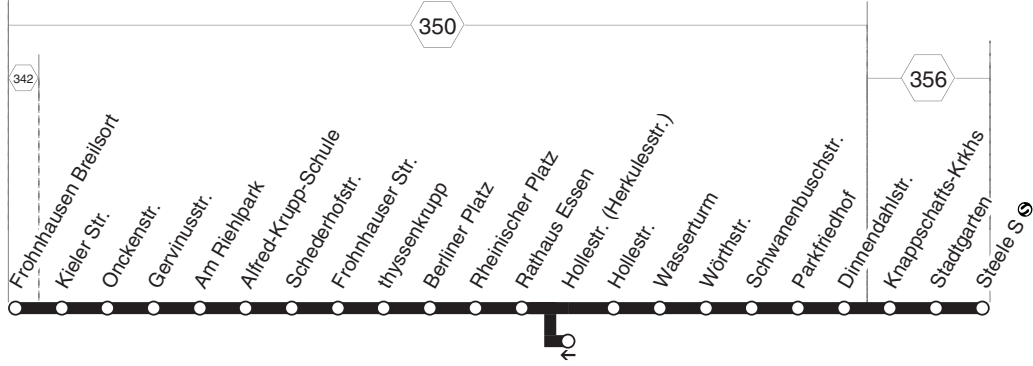 350
342
356
Frohnhausen Breilsort
Kieler Str.
Onckenstr.
Gervinusstr.
Am Riehlpark
Alfred-Krupp-Schule
Schederhofstr.
Frohnhauser Str.
thyssenkrupp
Berliner Platz
Rheinischer Platz
Rathaus Essen
Hollestr. (Herkulesstr.)
Hollestr.
Wasserturm
Wörthstr.
Schwanenbuschstr.
Parkfriedhof
Dinnendahlstr.
Knappschafts-Krkhs
Stadtgarten
Steele S S